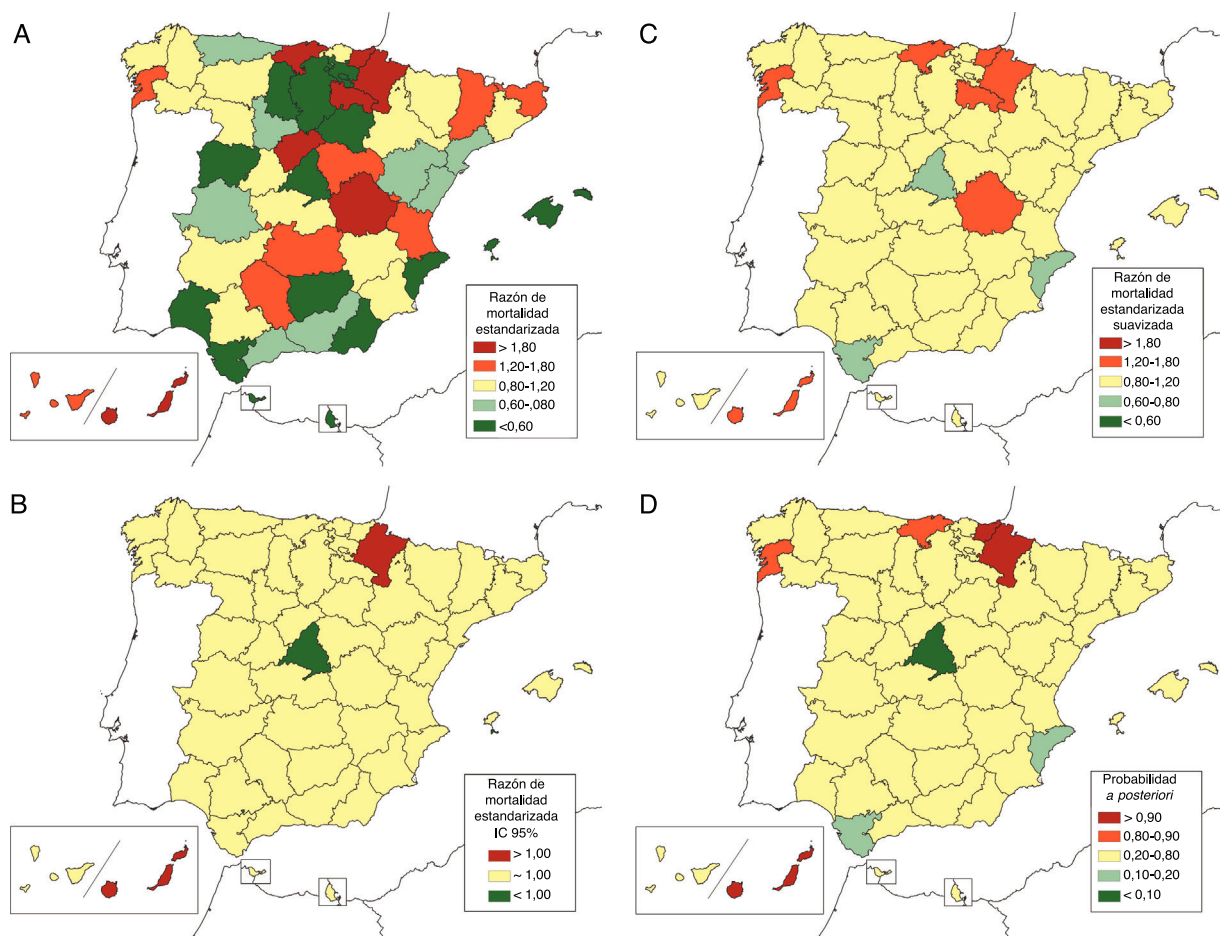 A
Razón de
mortalidad
estandarizada
> 1,80
1,20-1,80
0,80-1,20
0,60-,080
<0,60
C
Razón de
mortalidad
estandarizada
suavizada
> 1,80
1,20-1,80
0,80-1,20
0,60-0,80
< 0,60
B
Razón de
mortalidad
estandarizada
IC 95%
> 1,00
~ 1,00
< 1,00
D
Probabilidad
a posteriori
> 0,90
0,80-0,90
0,20-0,80
0,10-0,20
< 0,10